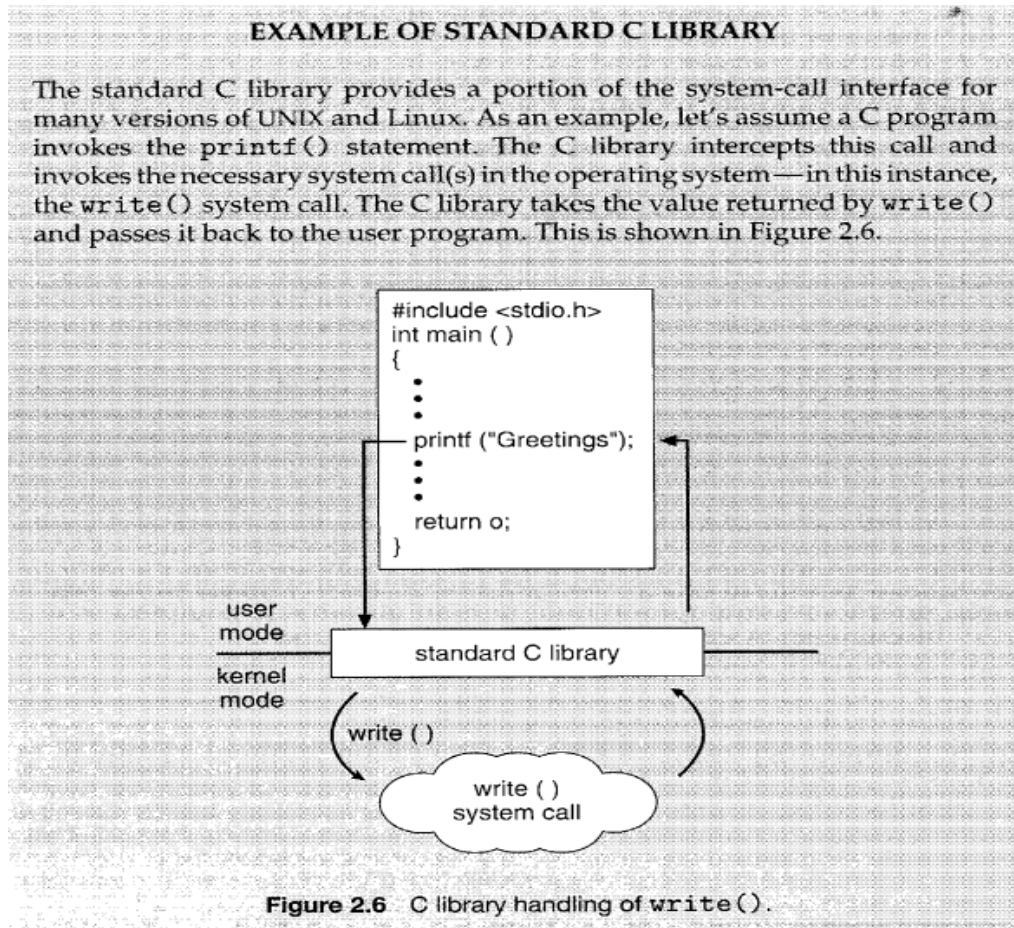 EXAMPLE OF STANDARD C LIBRARY
The standard C library provides a portion of the system-call interface for
many versions of UNIX and Linux. As an example, let's assume a C program
invokes the printf() statement. The C library intercepts this call and
invokes the necessary system call(s) in the operating system—in this instance,
the write() system call. The C library takes the value returned by write()
and passes it back to the user program. This is shown in Figure 2.6.
#include <stdio.h>
int main ( )
{
•
•
•
printf ("Greetings");
•
•
•
return o;
}
user
mode
standard C library
kernel
mode
write ( )
write ( )
system call
Figure 2.6 C library handling of write().